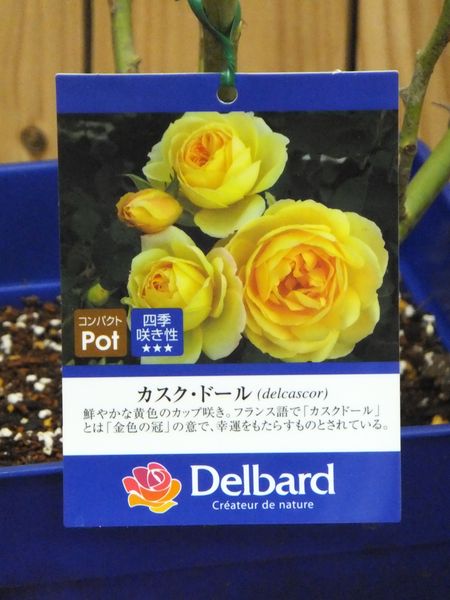 コンパクト
Pot
四季
咲き性
★★★
カスク・ドール (delcascor)
鮮やかな黄色のカップ咲き。フランス語で「カスクドール」
とは「金色の冠」の意で、幸運をもたらすものとされている。
Delbard
Créateur de nature